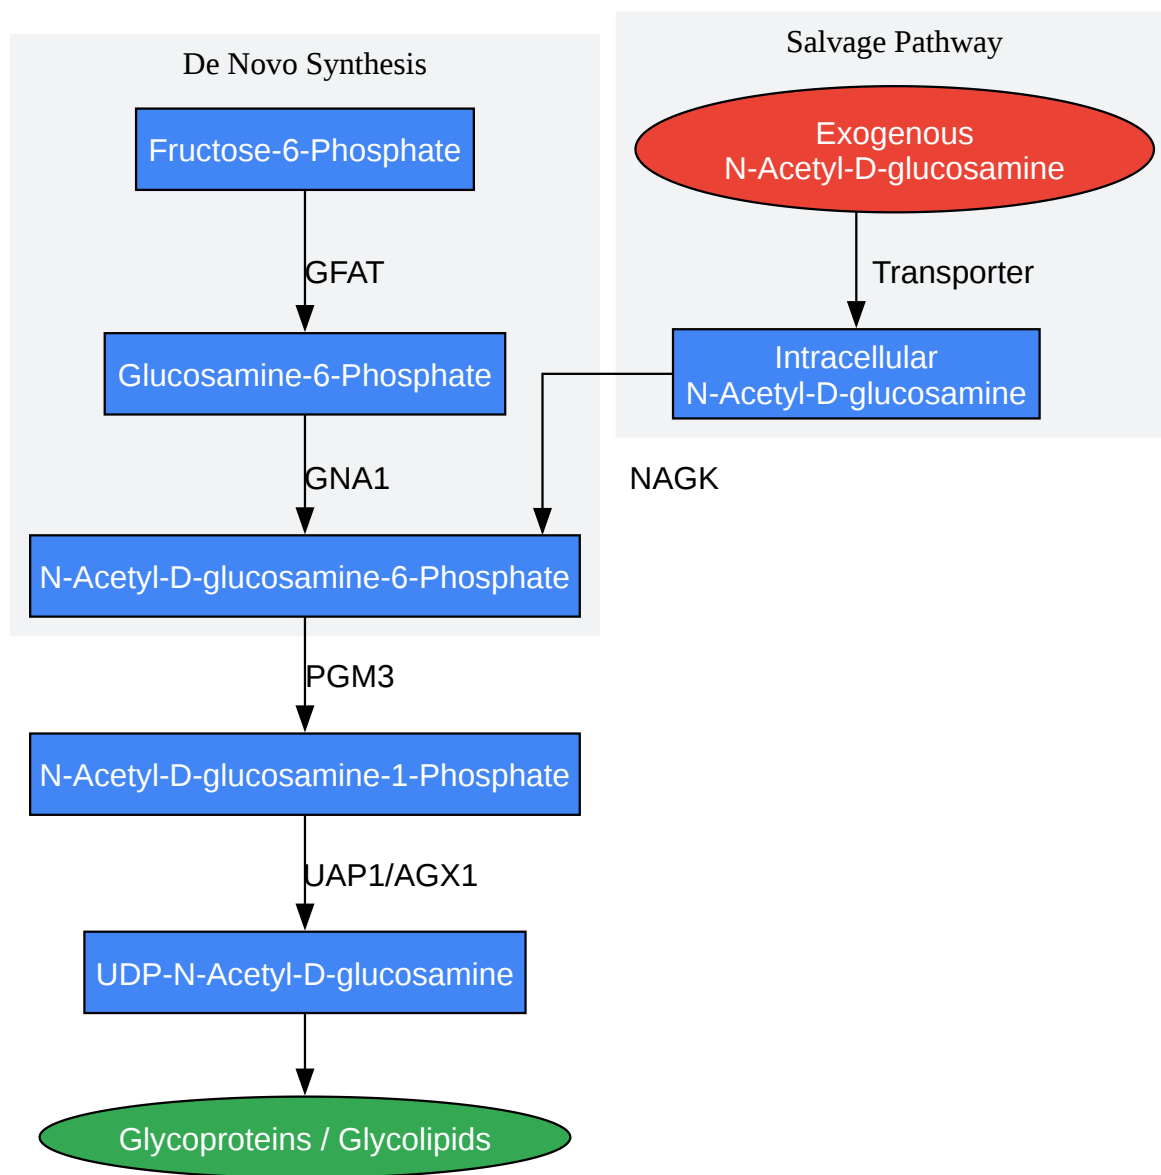 De Novo Synthesis
Fructose-6-Phosphate
GFAT
Glucosamine-6-Phosphate
GNA1
N-Acetyl-D-glucosamine-6-Phosphate
PGM3
N-Acetyl-D-glucosamine-1-Phosphate
UAP1/AGX1
UDP-N-Acetyl-D-glucosamine
Glycoproteins / Glycolipids
Salvage Pathway
Exogenous
N-Acetyl-D-glucosamine
Transporter
Intracellular
N-Acetyl-D-glucosamine
NAGK